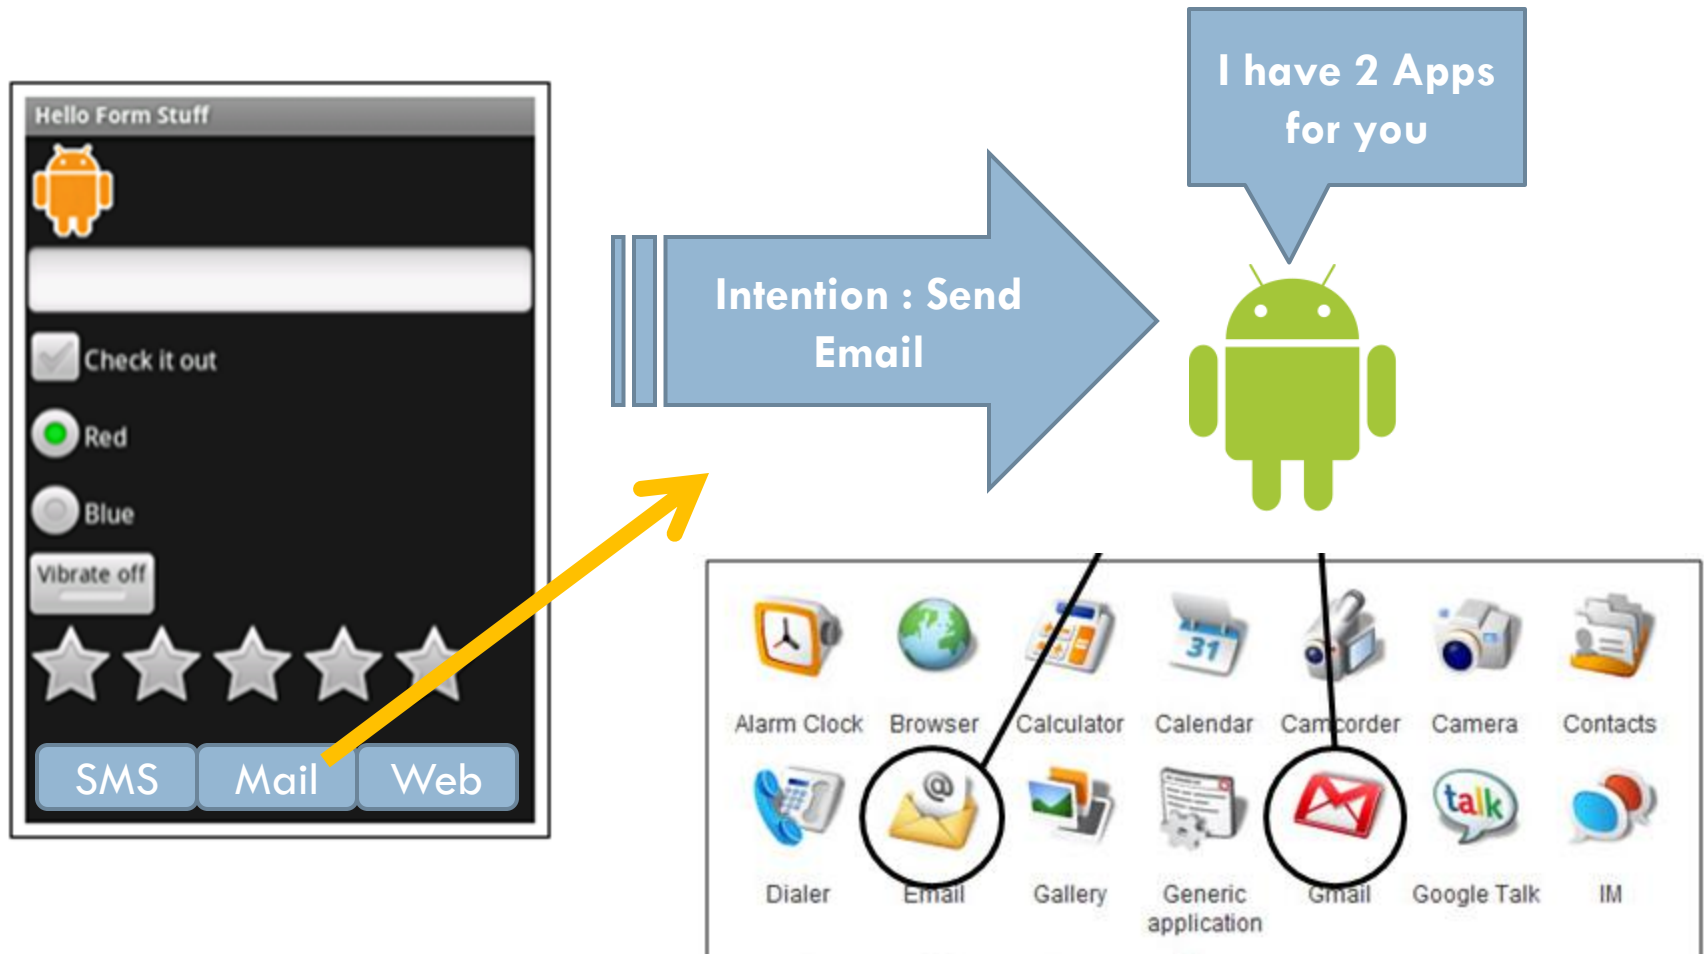 Hello Form Stuff
Check it out
Red
Blue
Vibrate off
SMS Mail Web
Intention : Send
Email
I have 2 Apps
for you
Alarm Clock Browser Calculator Calendar Camcorder Camera Contacts
31
@
talk
Dialer Email Gallery Generic application Gmail Google Talk IM